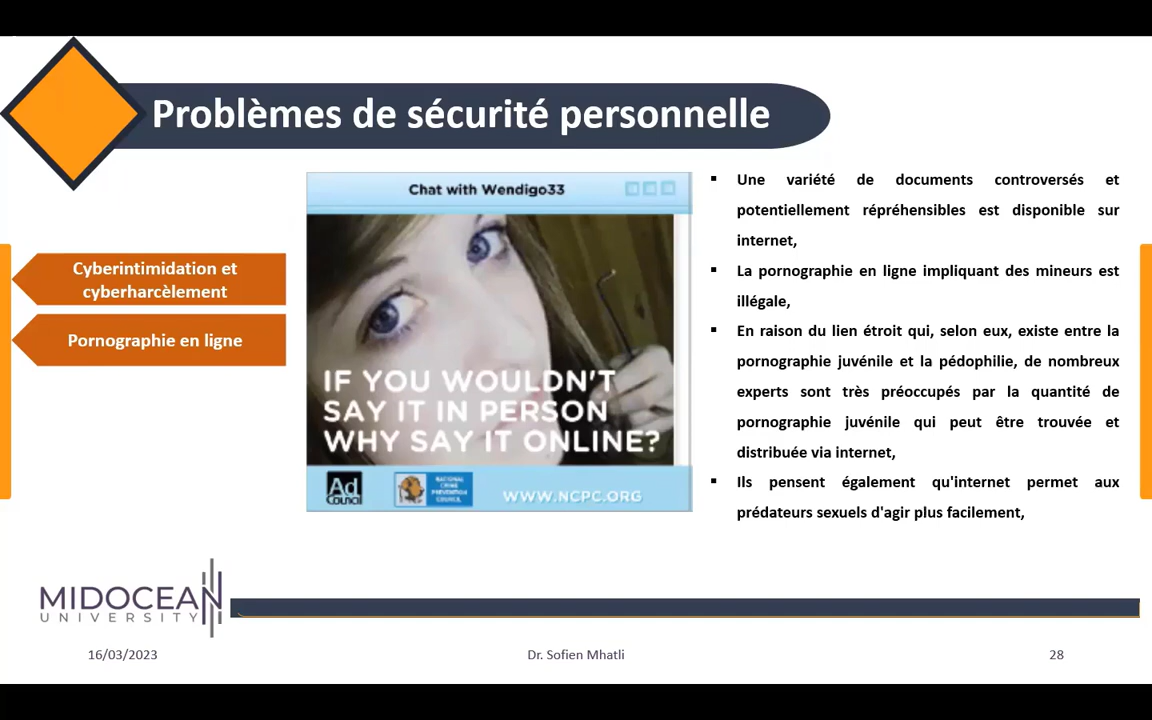 Problèmes de sécurité personnelle
Cyberintimidation et
cyberharcèlement
Pornographie en ligne
Chat with Wendigo33
IF YOU WOULDN'T
SAY IT IN PERSON
WHY SAY IT ONLINE?
Ad
Council
NATIONAL
CRIME
PREVENTION
COUNCIL
WWW.NCPC.ORG
▪ Une variété de documents controversés et
potentiellement répréhensibles est disponible sur
internet,
▪ La pornographie en ligne impliquant des mineurs est
illégale,
▪ En raison du lien étroit qui, selon eux, existe entre la
pornographie juvénile et la pédophilie, de nombreux
experts sont très préoccupés par la quantité de
pornographie juvénile qui peut être trouvée et
distribuée via internet,
▪ Ils pensent également qu'internet permet aux
prédateurs sexuels d'agir plus facilement,
MIDOCEAN
UNIVERSITY
16/03/2023
Dr. Sofien Mhatli
28